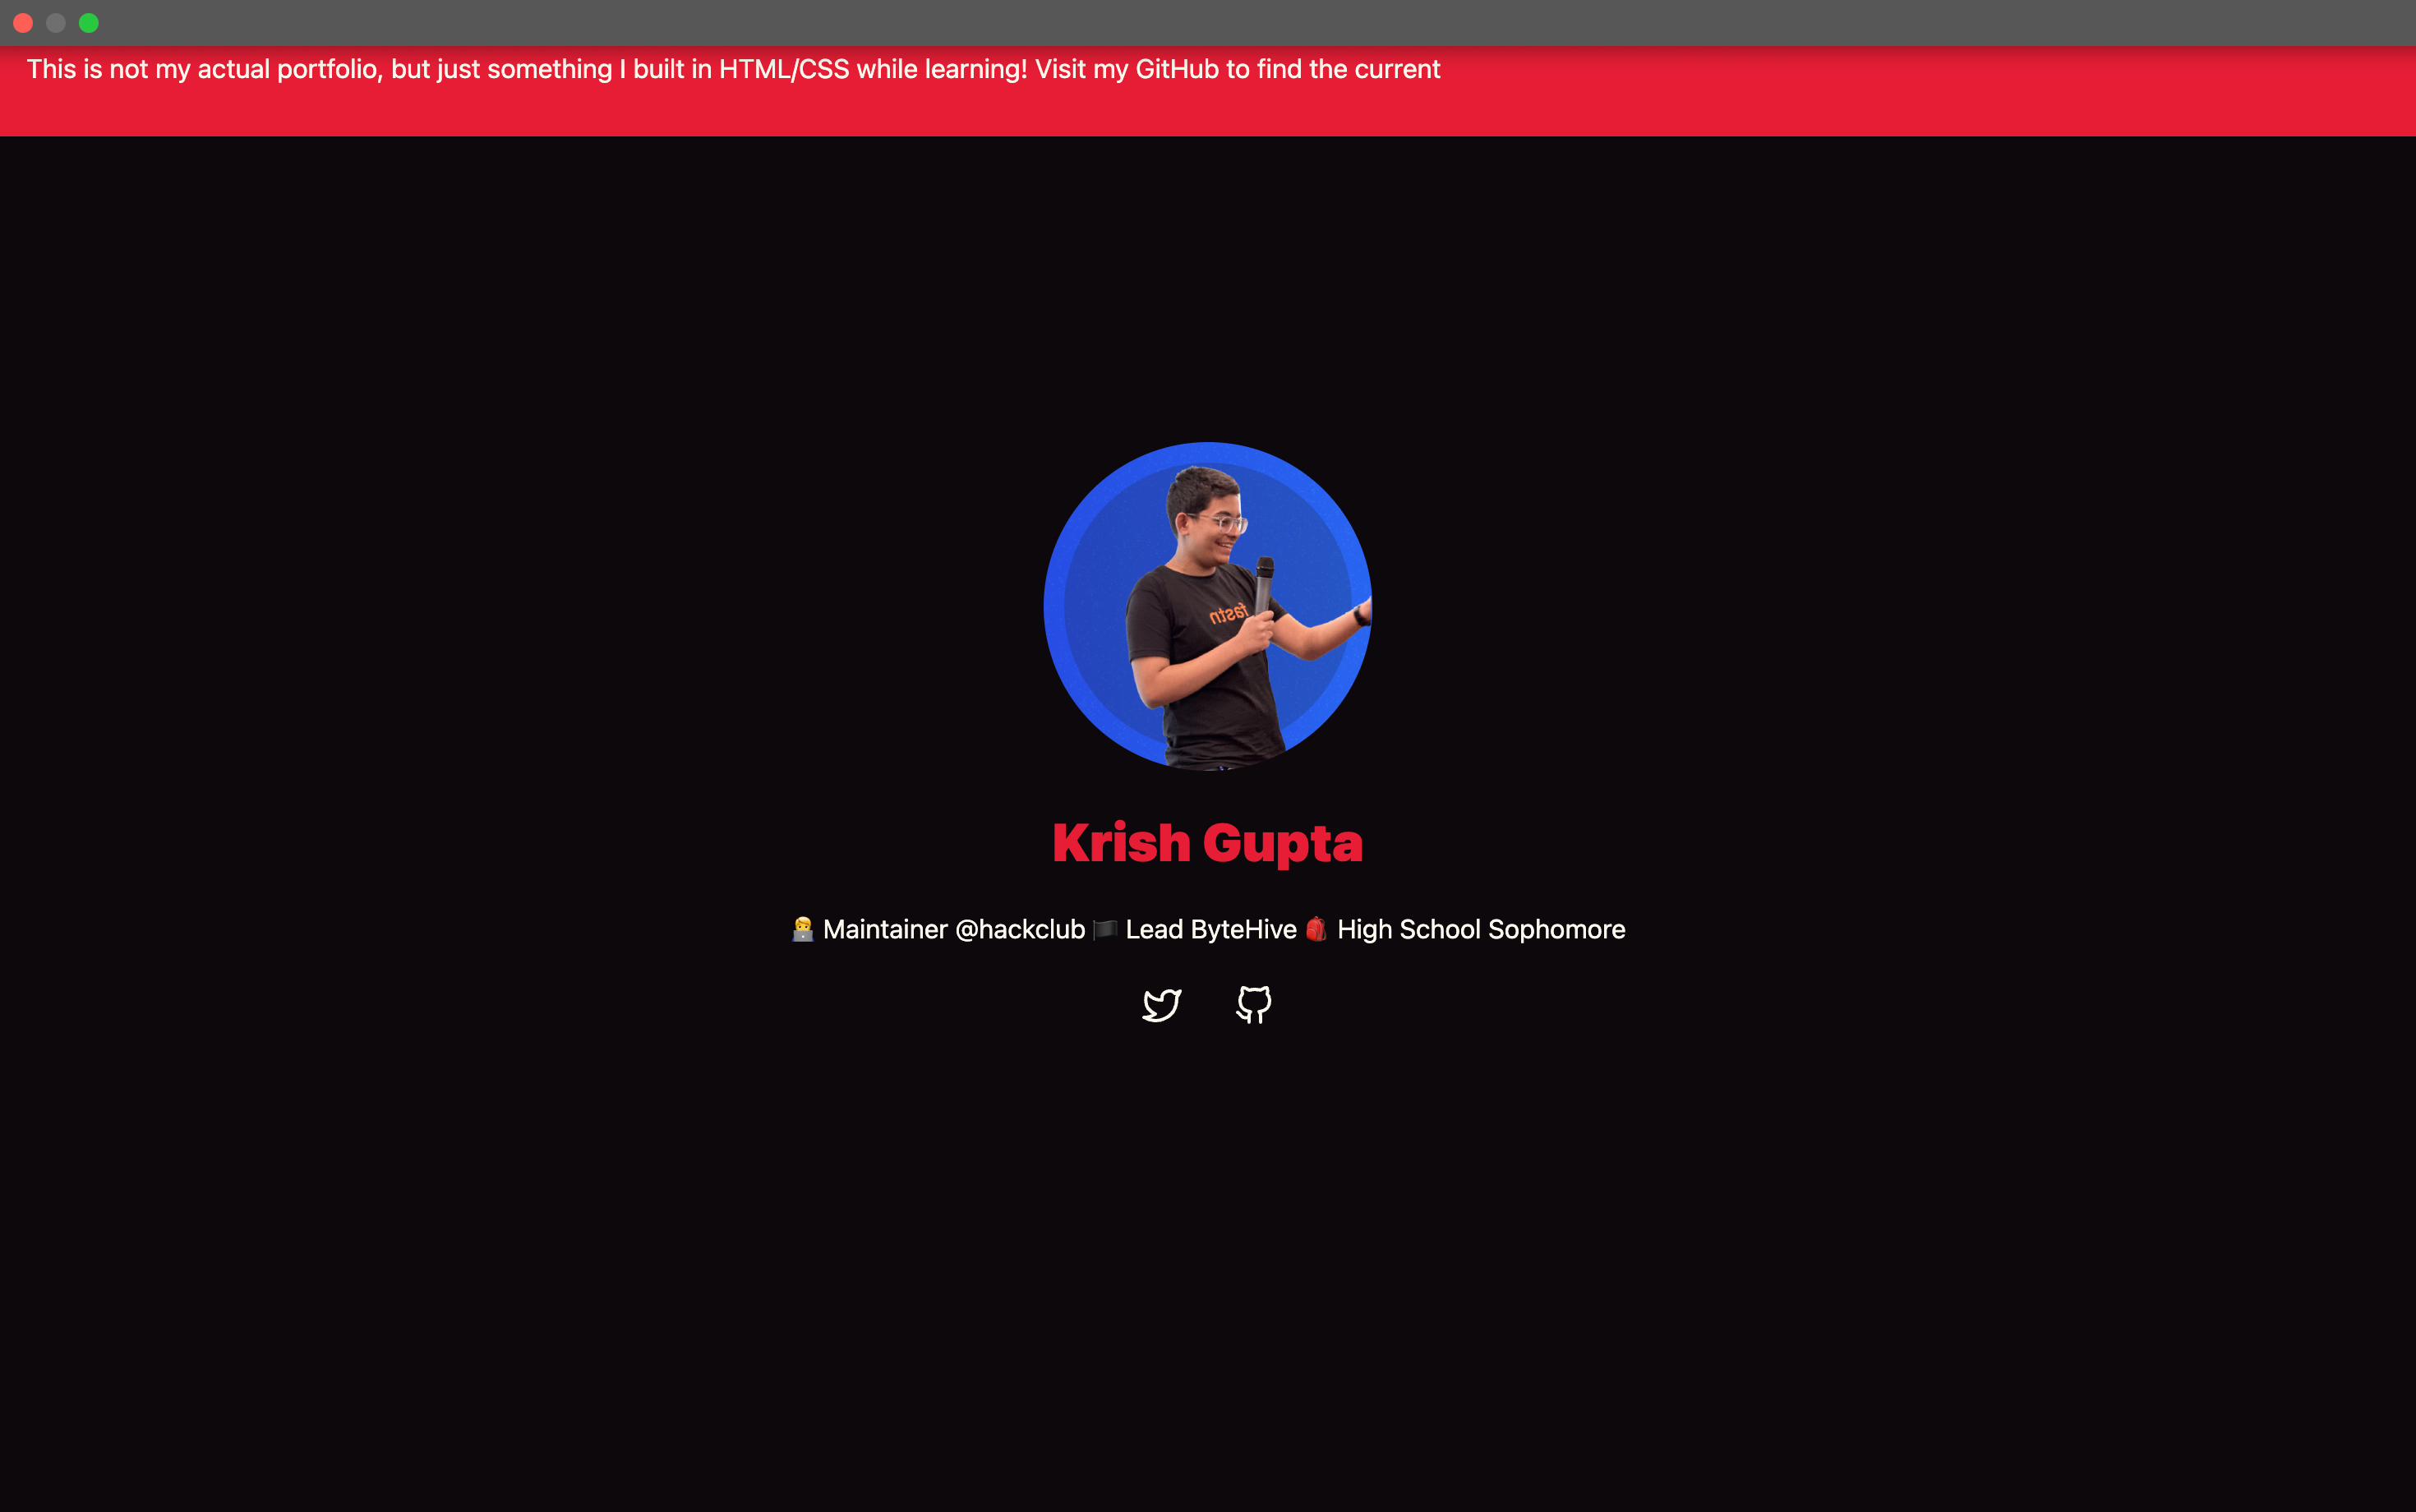 This is not my actual portfolio, but just something I built in HTML/CSS while learning! Visit my GitHub to find the current
fastn
Krish Gupta
👨‍💻 Maintainer @hackclub 🏴 Lead ByteHive 🎒 High School Sophomore